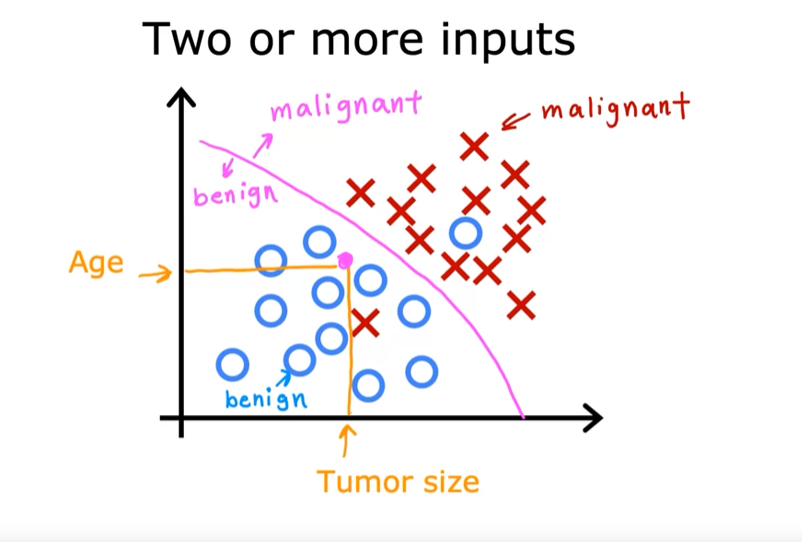 Two or more inputs
malignant
malignant
benign
Age
benign
Tumor size